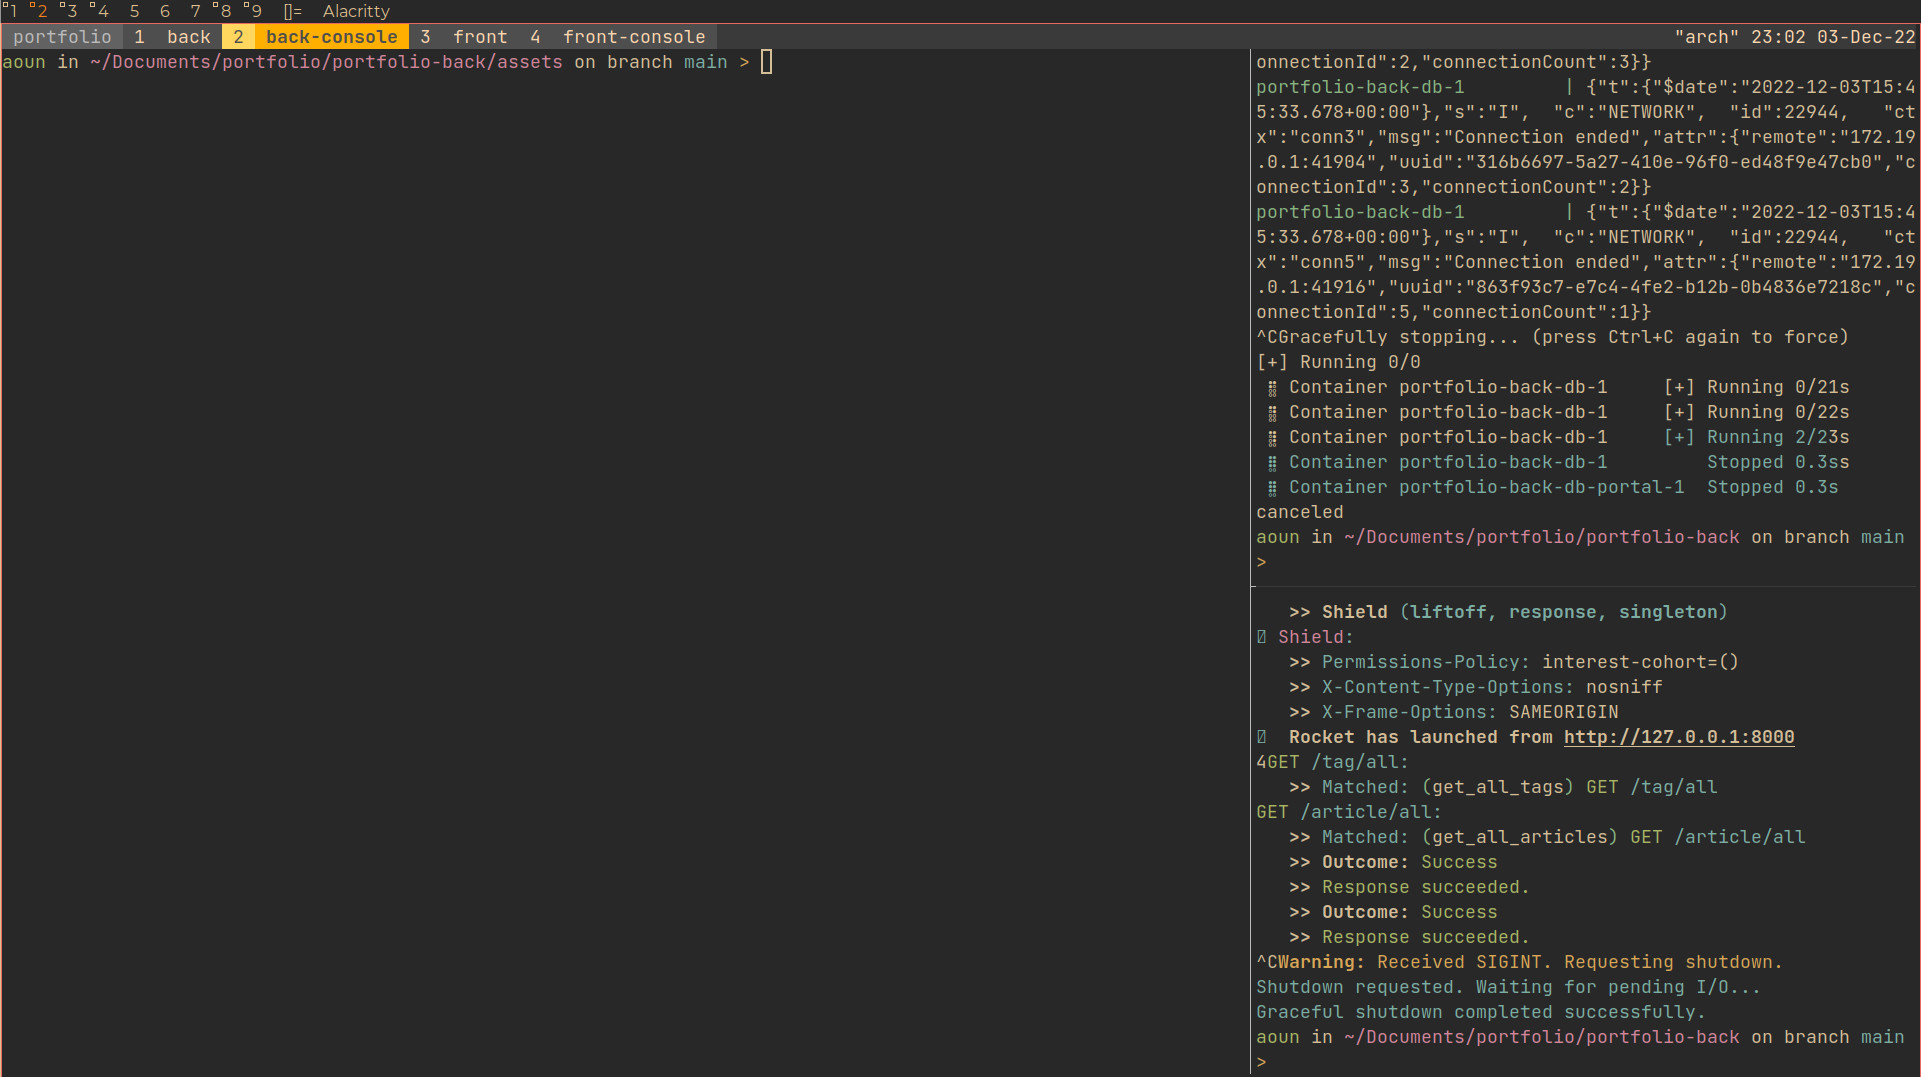 1 2 3 4 5 6 7 8 9 []= Alacritty
portfolio 1 back 2 back-console 3 front 4 front-console "arch" 23:02 03-Dec-22
aoun in ~/Documents/portfolio/portfolio-back/assets on branch main >
onnectionId":2,"connectionCount":3}}
portfolio-back-db-1         | {"t":{"$date":"2022-12-03T15:4
5:33.678+00:00"},"s":"I",  "c":"NETWORK",  "id":22944,   "ct
x":"conn3","msg":"Connection ended","attr":{"remote":"172.19
.0.1:41904","uuid":"316b6697-5a27-410e-96f0-ed48f9e47cb0","c
onnectionId":3,"connectionCount":2}}
portfolio-back-db-1         | {"t":{"$date":"2022-12-03T15:4
5:33.678+00:00"},"s":"I",  "c":"NETWORK",  "id":22944,   "ct
x":"conn5","msg":"Connection ended","attr":{"remote":"172.19
.0.1:41916","uuid":"863f93c7-e7c4-4fe2-b12b-0b4836e7218c","c
onnectionId":5,"connectionCount":1}}
^CGracefully stopping... (press Ctrl+C again to force)
[+] Running 0/0
 ⣿ Container portfolio-back-db-1     [+] Running 0/21s
 ⣿ Container portfolio-back-db-1     [+] Running 0/22s
 ⣿ Container portfolio-back-db-1     [+] Running 2/23s
 ⣿ Container portfolio-back-db-1         Stopped 0.3ss
 ⣿ Container portfolio-back-db-portal-1  Stopped 0.3s
canceled
aoun in ~/Documents/portfolio/portfolio-back on branch main
>
   >> Shield (liftoff, response, singleton)
Shield:
   >> Permissions-Policy: interest-cohort=()
   >> X-Content-Type-Options: nosniff
   >> X-Frame-Options: SAMEORIGIN
Rocket has launched from http://127.0.0.1:8000
4GET /tag/all:
   >> Matched: (get_all_tags) GET /tag/all
GET /article/all:
   >> Matched: (get_all_articles) GET /article/all
   >> Outcome: Success
   >> Response succeeded.
   >> Outcome: Success
   >> Response succeeded.
^CWarning: Received SIGINT. Requesting shutdown.
Shutdown requested. Waiting for pending I/O...
Graceful shutdown completed successfully.
aoun in ~/Documents/portfolio/portfolio-back on branch main
>